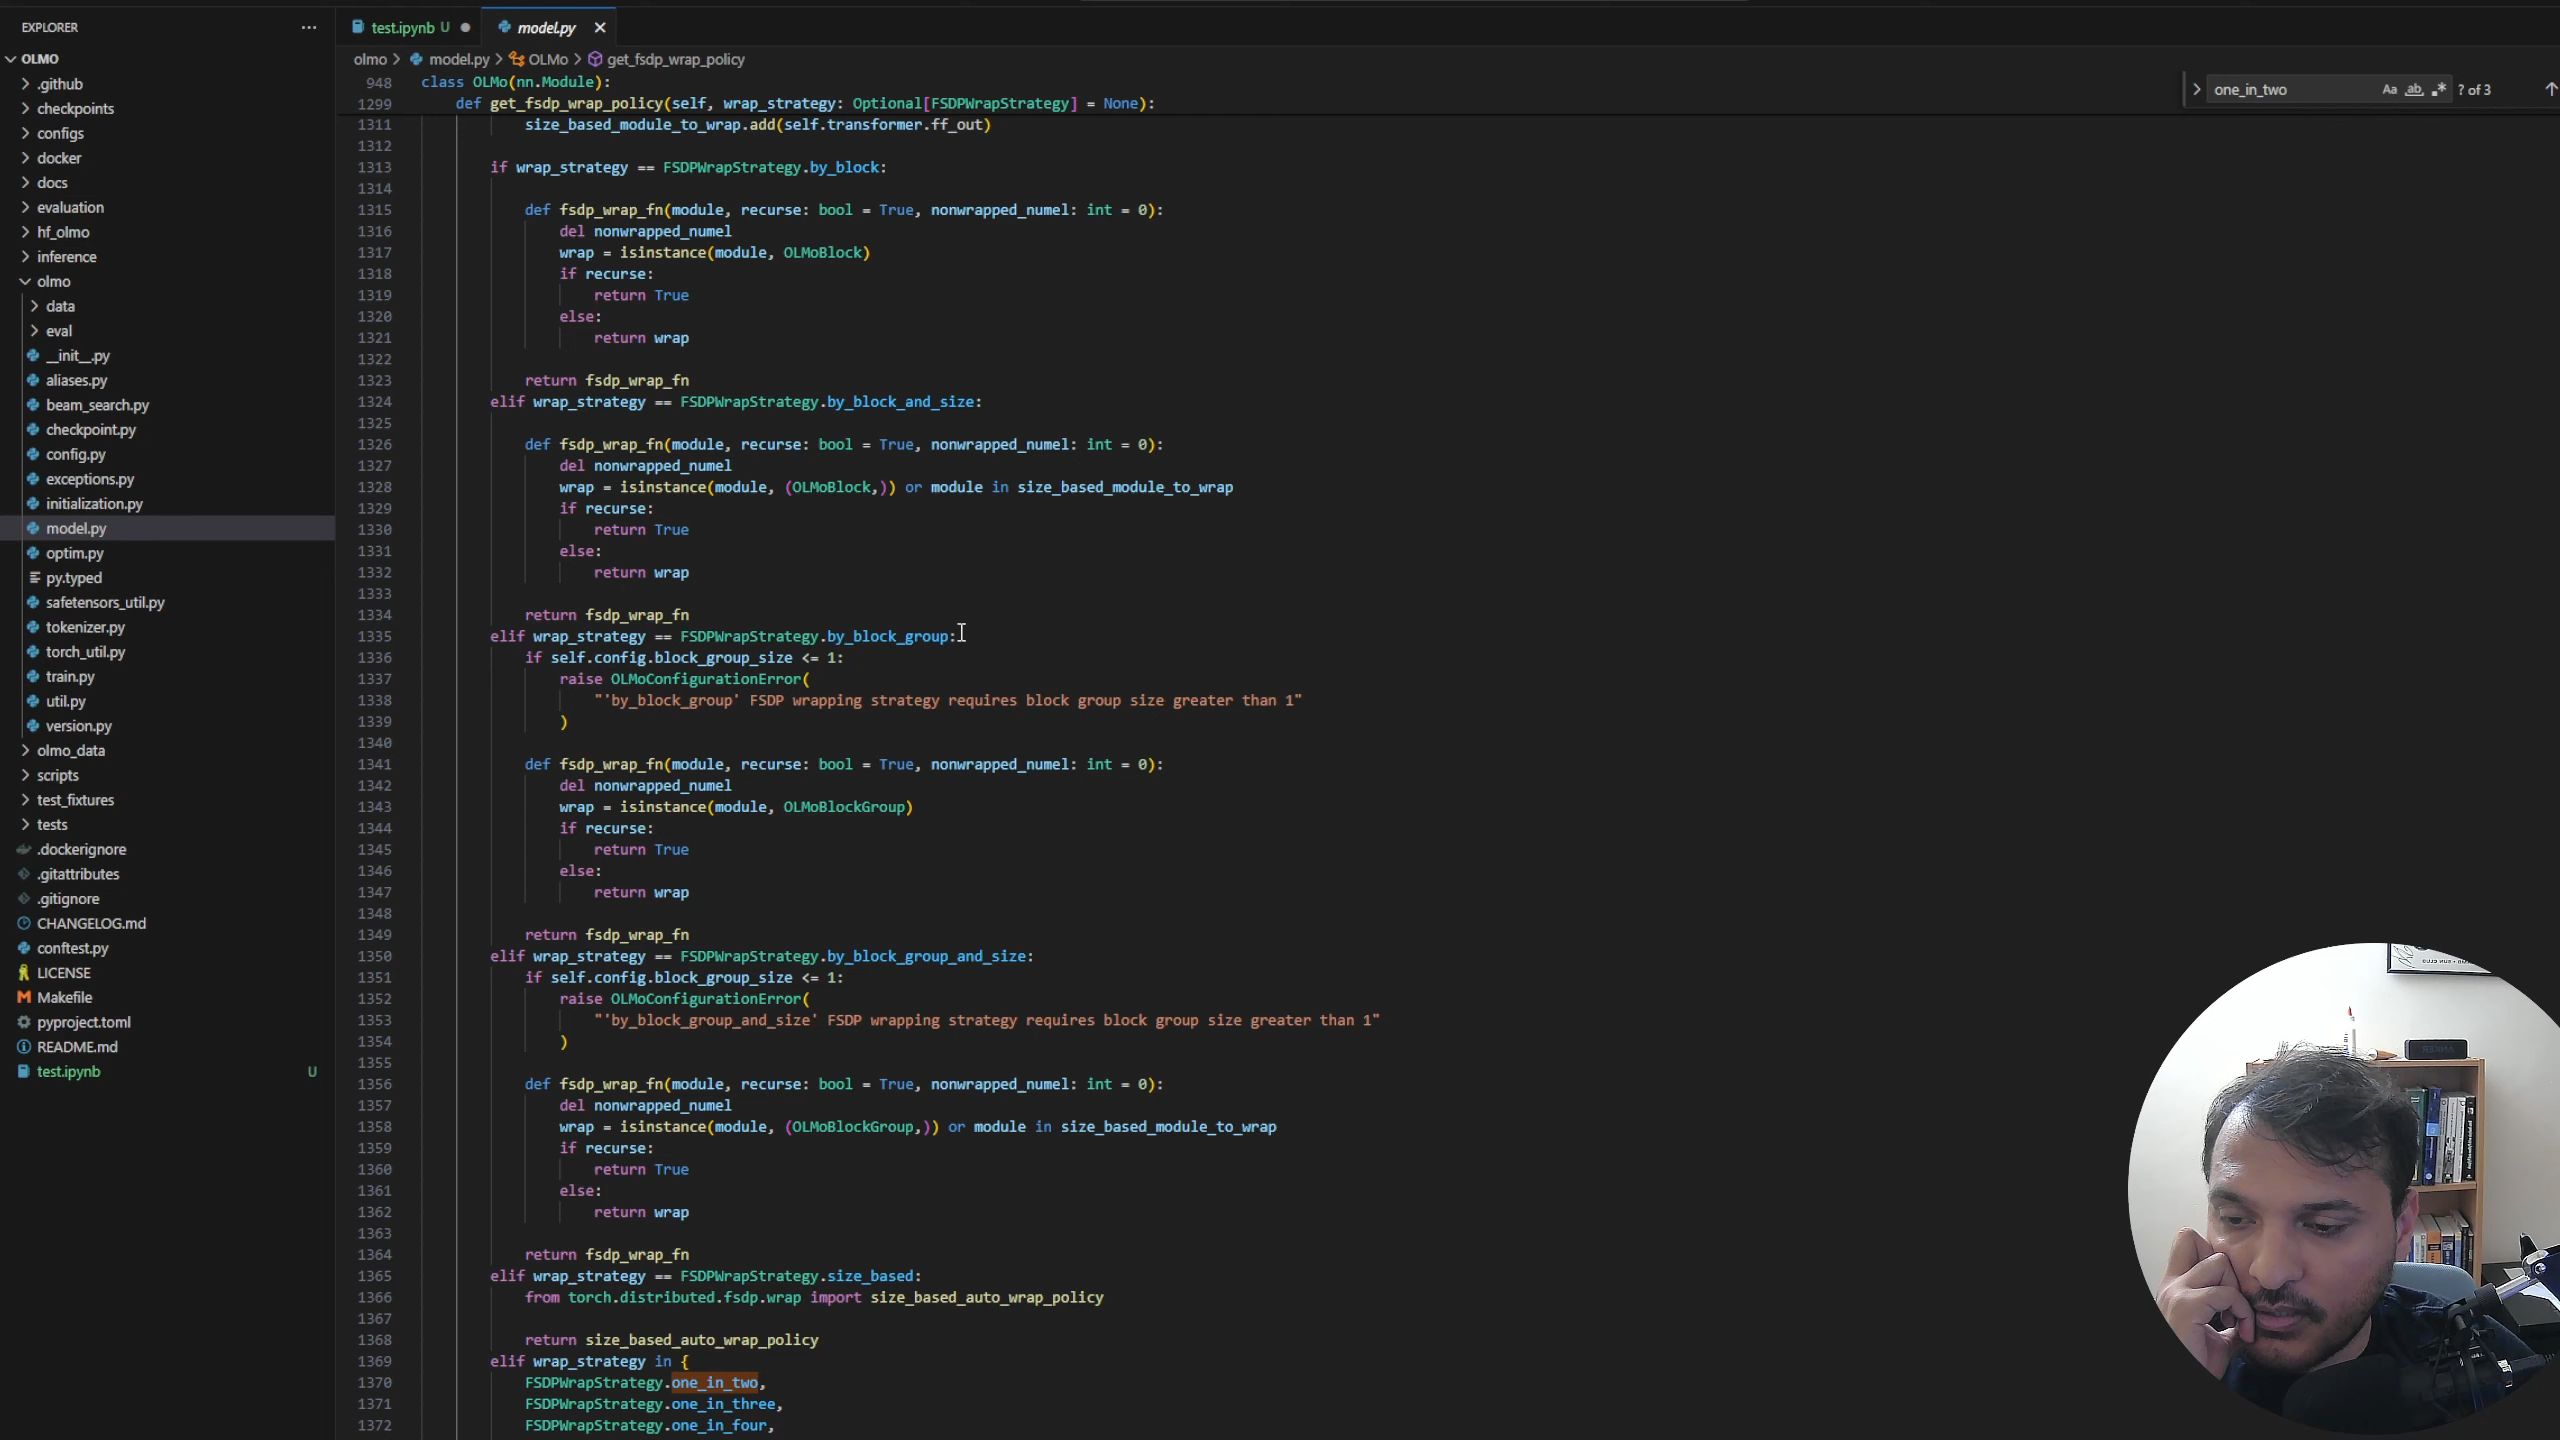 EXPLORER
OLMO
.github
checkpoints
configs
docker
docs
evaluation
hf_olmo
inference
olmo
data
eval
__init__.py
aliases.py
beam_search.py
checkpoint.py
config.py
exceptions.py
initialization.py
model.py
optim.py
py.typed
safetensors_util.py
tokenizer.py
torch_util.py
train.py
util.py
version.py
olmo_data
scripts
test_fixtures
tests
.dockerignore
.gitattributes
.gitignore
CHANGELOG.md
conftest.py
LICENSE
Makefile
pyproject.toml
README.md
test.ipynb U
test.ipynb U
model.py
olmo > model.py > OLMo > get_fsdp_wrap_policy
one_in_two Aa ab ? of 3
948 class OLMo(nn.Module):
1299 def get_fsdp_wrap_policy(self, wrap_strategy: Optional[FSDPWrapStrategy] = None):
1311 size_based_module_to_wrap.add(self.transformer.ff_out)
1312
1313 if wrap_strategy == FSDPWrapStrategy.by_block:
1314
1315 def fsdp_wrap_fn(module, recurse: bool = True, nonwrapped_numel: int = 0):
1316 del nonwrapped_numel
1317 wrap = isinstance(module, OLMoBlock)
1318 if recurse:
1319 return True
1320 else:
1321 return wrap
1322
1323 return fsdp_wrap_fn
1324 elif wrap_strategy == FSDPWrapStrategy.by_block_and_size:
1325
1326 def fsdp_wrap_fn(module, recurse: bool = True, nonwrapped_numel: int = 0):
1327 del nonwrapped_numel
1328 wrap = isinstance(module, (OLMoBlock,)) or module in size_based_module_to_wrap
1329 if recurse:
1330 return True
1331 else:
1332 return wrap
1333
1334 return fsdp_wrap_fn
1335 elif wrap_strategy == FSDPWrapStrategy.by_block_group:
1336 if self.config.block_group_size <= 1:
1337 raise OLMoConfigurationError(
1338 "'by_block_group' FSDP wrapping strategy requires block group size greater than 1"
1339 )
1340
1341 def fsdp_wrap_fn(module, recurse: bool = True, nonwrapped_numel: int = 0):
1342 del nonwrapped_numel
1343 wrap = isinstance(module, OLMoBlockGroup)
1344 if recurse:
1345 return True
1346 else:
1347 return wrap
1348
1349 return fsdp_wrap_fn
1350 elif wrap_strategy == FSDPWrapStrategy.by_block_group_and_size:
1351 if self.config.block_group_size <= 1:
1352 raise OLMoConfigurationError(
1353 "'by_block_group_and_size' FSDP wrapping strategy requires block group size greater than 1"
1354 )
1355
1356 def fsdp_wrap_fn(module, recurse: bool = True, nonwrapped_numel: int = 0):
1357 del nonwrapped_numel
1358 wrap = isinstance(module, (OLMoBlockGroup,)) or module in size_based_module_to_wrap
1359 if recurse:
1360 return True
1361 else:
1362 return wrap
1363
1364 return fsdp_wrap_fn
1365 elif wrap_strategy == FSDPWrapStrategy.size_based:
1366 from torch.distributed.fsdp.wrap import size_based_auto_wrap_policy
1367
1368 return size_based_auto_wrap_policy
1369 elif wrap_strategy in {
1370 FSDPWrapStrategy.one_in_two,
1371 FSDPWrapStrategy.one_in_three,
1372 FSDPWrapStrategy.one_in_four,